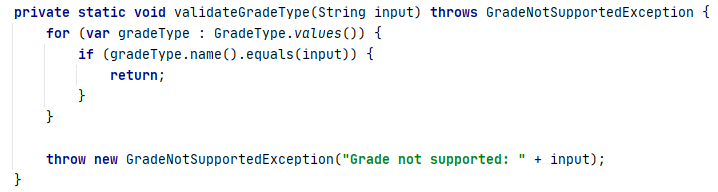 private static void validateGradeType(String input) throws GradeNotSupportedException {
    for (var gradeType : GradeType.values()) {
        if (gradeType.name().equals(input)) {
            return;
        }
    }

    throw new GradeNotSupportedException("Grade not supported: " + input);
}